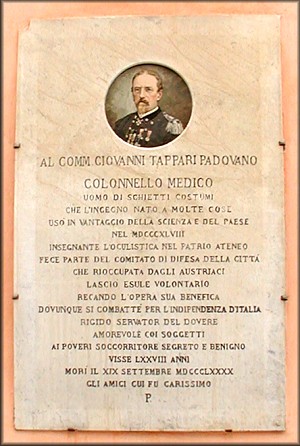 AL COMM. GIOVANNI TAPPARI PADOVANO
COLONNELLO MEDICO
UOMO DI SCHIETTI COSTUMI
CHE L'INGEGNO NATO A MOLTE COSE
USO IN VANTAGGIO DELLA SCIENZA E DEL PAESE
NEL MDCCCXLVIII
INSEGNANTE L'OCULISTICA NEL PATRIO ATENEO
FECE PARTE DEL COMITATO DI DIFESA DELLA CITTÁ
CHE RIOCCUPATA DAGLI AUSTRIACI
LASCIO ESULE VOLONTARIO
RECANDO L'OPERA SUA BENEFICA
DOVUNQUE SI COMBATTÉ PER L'INDIPENDENZA D'ITALIA
RIGIDO SERVATOR DEL DOVERE
AMOREVOLE COI SOGGETTI
AI POVERI SOCCORRITORE SEGRETO E BENIGNO
VISSE LXXVIII ANNI
MORI IL XIX SETTEMBRE MDCCCLXXXX
GLI AMICI CUI FU CARISSIMO
P.